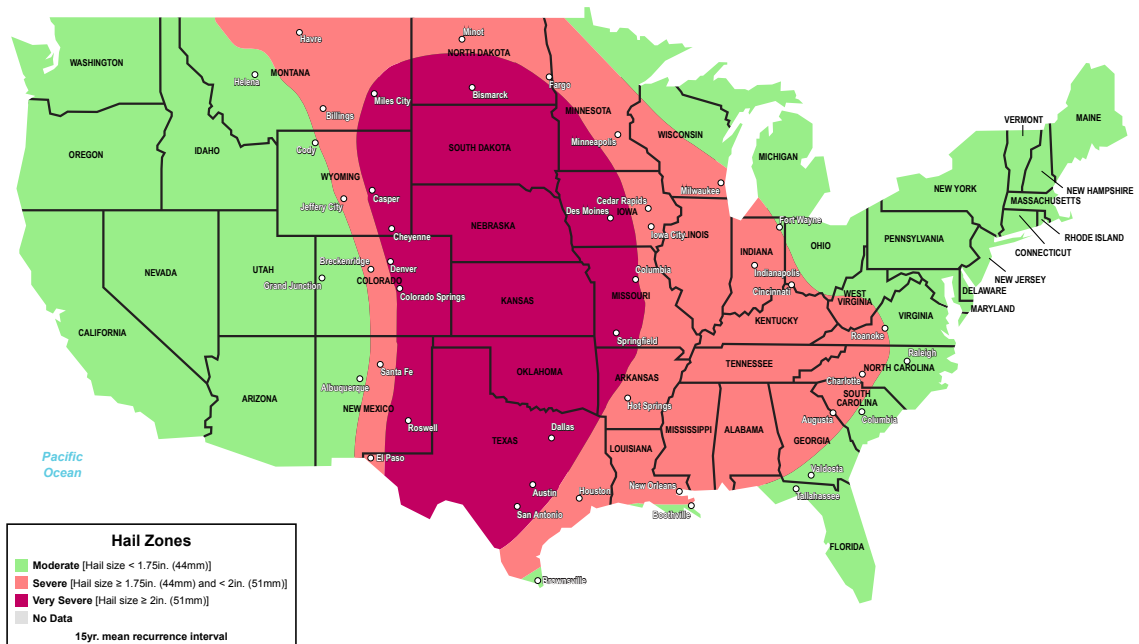 Havre
Minot
NORTH DAKOTA
WASHINGTON
MONTANA
Helena
Fargo
MAINE
Miles City
Bismarck
Billings
MINNESOTA
VERMONT
Minneapolis
WISCONSIN
Cody
SOUTH DAKOTA
OREGON
IDAHO
MICHIGAN
WYOMING
NEW YORK
NEW HAMPSHIRE
Milwaukee
Casper
Jeffery City
MASSACHUSETTS
Cedar Rapids
NEBRASKA
Des Moines
IOWA
Fort Wayne
RHODE ISLAND
Cheyenne
Iowa City
ILLINOIS
PENNSYLVANIA
OHIO
INDIANA
CONNECTICUT
Breckenridge
Denver
NEVADA
UTAH
COLORADO
Columbia
Indianapolis
NEW JERSEY
Grand Junction
Colorado Springs
Cincinnati
DELAWARE
KANSAS
MISSOURI
WEST
VIRGINIA
MARYLAND
KENTUCKY
VIRGINIA
CALIFORNIA
Springfield
Roanoke
Raleigh
TENNESSEE
Santa Fe
OKLAHOMA
ARKANSAS
NORTH CAROLINA
Charlotte
Albuquerque
ARIZONA
SOUTH
CAROLINA
Hot Springs
NEW MEXICO
Roswell
Augusta
Columbia
MISSISSIPPI
ALABAMA
Dallas
TEXAS
GEORGIA
LOUISIANA
Pacific
Ocean
El Paso
Valdosta
Austin
Houston
New Orleans
Tallahassee
San Antonio
Boothville
FLORIDA
Brownsville
Hail Zones
Moderate [Hail size < 1.75in. (44mm)]
Severe [Hail size ≥ 1.75in. (44mm) and < 2in. (51mm)]
Very Severe [Hail size ≥ 2in. (51mm)]
No Data
15yr. mean recurrence interval